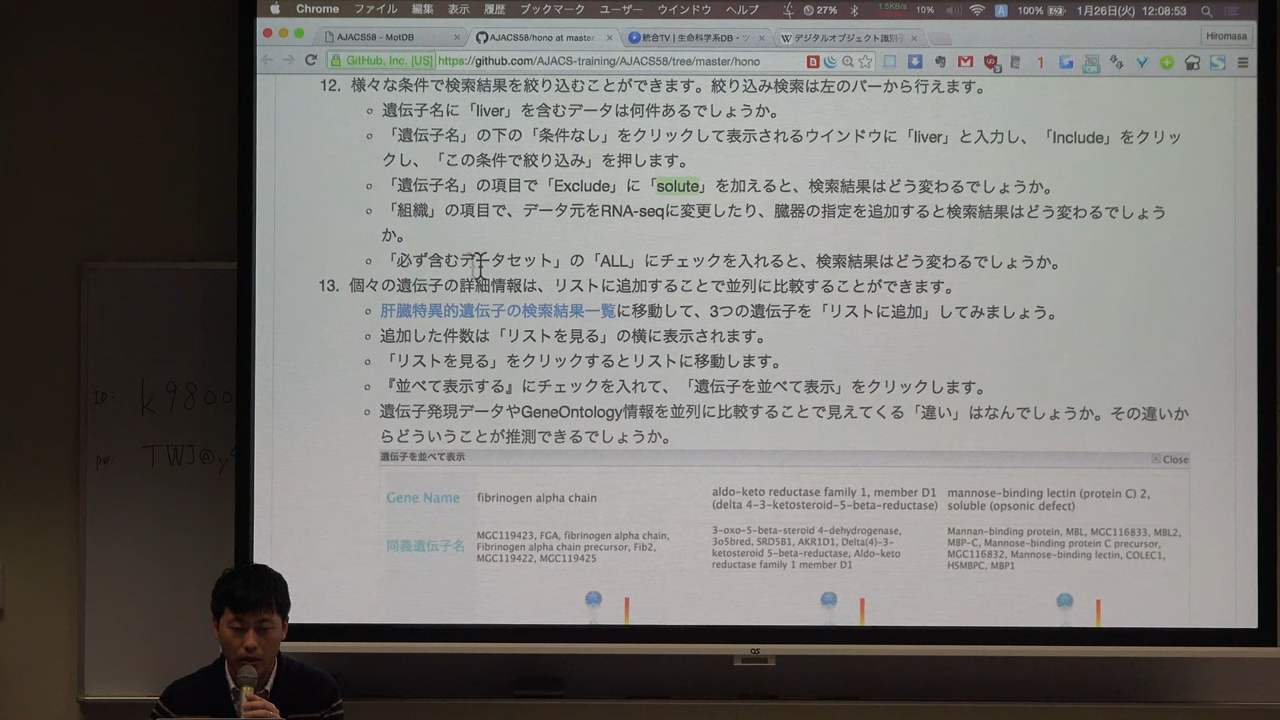 Chrome ファイル 編集 表示 履歴 ブックマーク ユーザー ウインドウ ヘルプ 27% 1.5KB/s 10% A 100% 1月26日(火) 12:08:53
AJACS58 - MotDB AJACS58/hono at master 統合TV | 生命科学系DB・ツ デジタルオブジェクト識別子 Hiromasa
GitHub, Inc. [US] https://github.com/AJACS-training/AJACS58/tree/master/hono
12. 様々な条件で検索結果を絞り込むことができます。絞り込み検索は左のバーから行えます。
遺伝子名に「liver」を含むデータは何件あるでしょうか。
「遺伝子名」の下の「条件なし」をクリックして表示されるウインドウに「liver」と入力し、「Include」をクリッ
クし、「この条件で絞り込み」を押します。
「遺伝子名」の項目で「Exclude」に「solute」を加えると、検索結果はどう変わるでしょうか。
「組織」の項目で、データ元をRNA-seqに変更したり、臓器の指定を追加すると検索結果はどう変わるでしょう
か。
「必ず含むデータセット」の「ALL」にチェックを入れると、検索結果はどう変わるでしょうか。
13. 個々の遺伝子の詳細情報は、リストに追加することで並列に比較することができます。
肝臓特異的遺伝子の検索結果一覧に移動して、3つの遺伝子を「リストに追加」してみましょう。
追加した件数は「リストを見る」の横に表示されます。
「リストを見る」をクリックするとリストに移動します。
『並べて表示する』にチェックを入れて、「遺伝子を並べて表示」をクリックします。
遺伝子発現データやGeneOntology情報を並列に比較することで見えてくる「違い」はなんでしょうか。その違いか
らどういうことが推測できるでしょうか。
遺伝子を並べて表示 Close
Gene Name fibrinogen alpha chain
aldo-keto reductase family 1, member D1
(delta 4-3-ketosteroid-5-beta-reductase)
mannose-binding lectin (protein C) 2,
soluble (opsonic defect)
同義遺伝子名
MGC119423, FGA, fibrinogen alpha chain,
Fibrinogen alpha chain precursor, Fib2,
MGC119422, MGC119425
3-oxo-5-beta-steroid 4-dehydrogenase,
3o5bred, SRD5B1, AKR1D1, Delta(4)-3-
ketosteroid 5-beta-reductase, Aldo-keto
reductase family 1 member D1
Mannan-binding protein, MBL, MGC116833, MBL2,
MBP-C, Mannose-binding protein C precursor,
MGC116832, Mannose-binding lectin, COLEC1,
HSMBPC, MBP1
ID: k9800
pw: TWJ@y